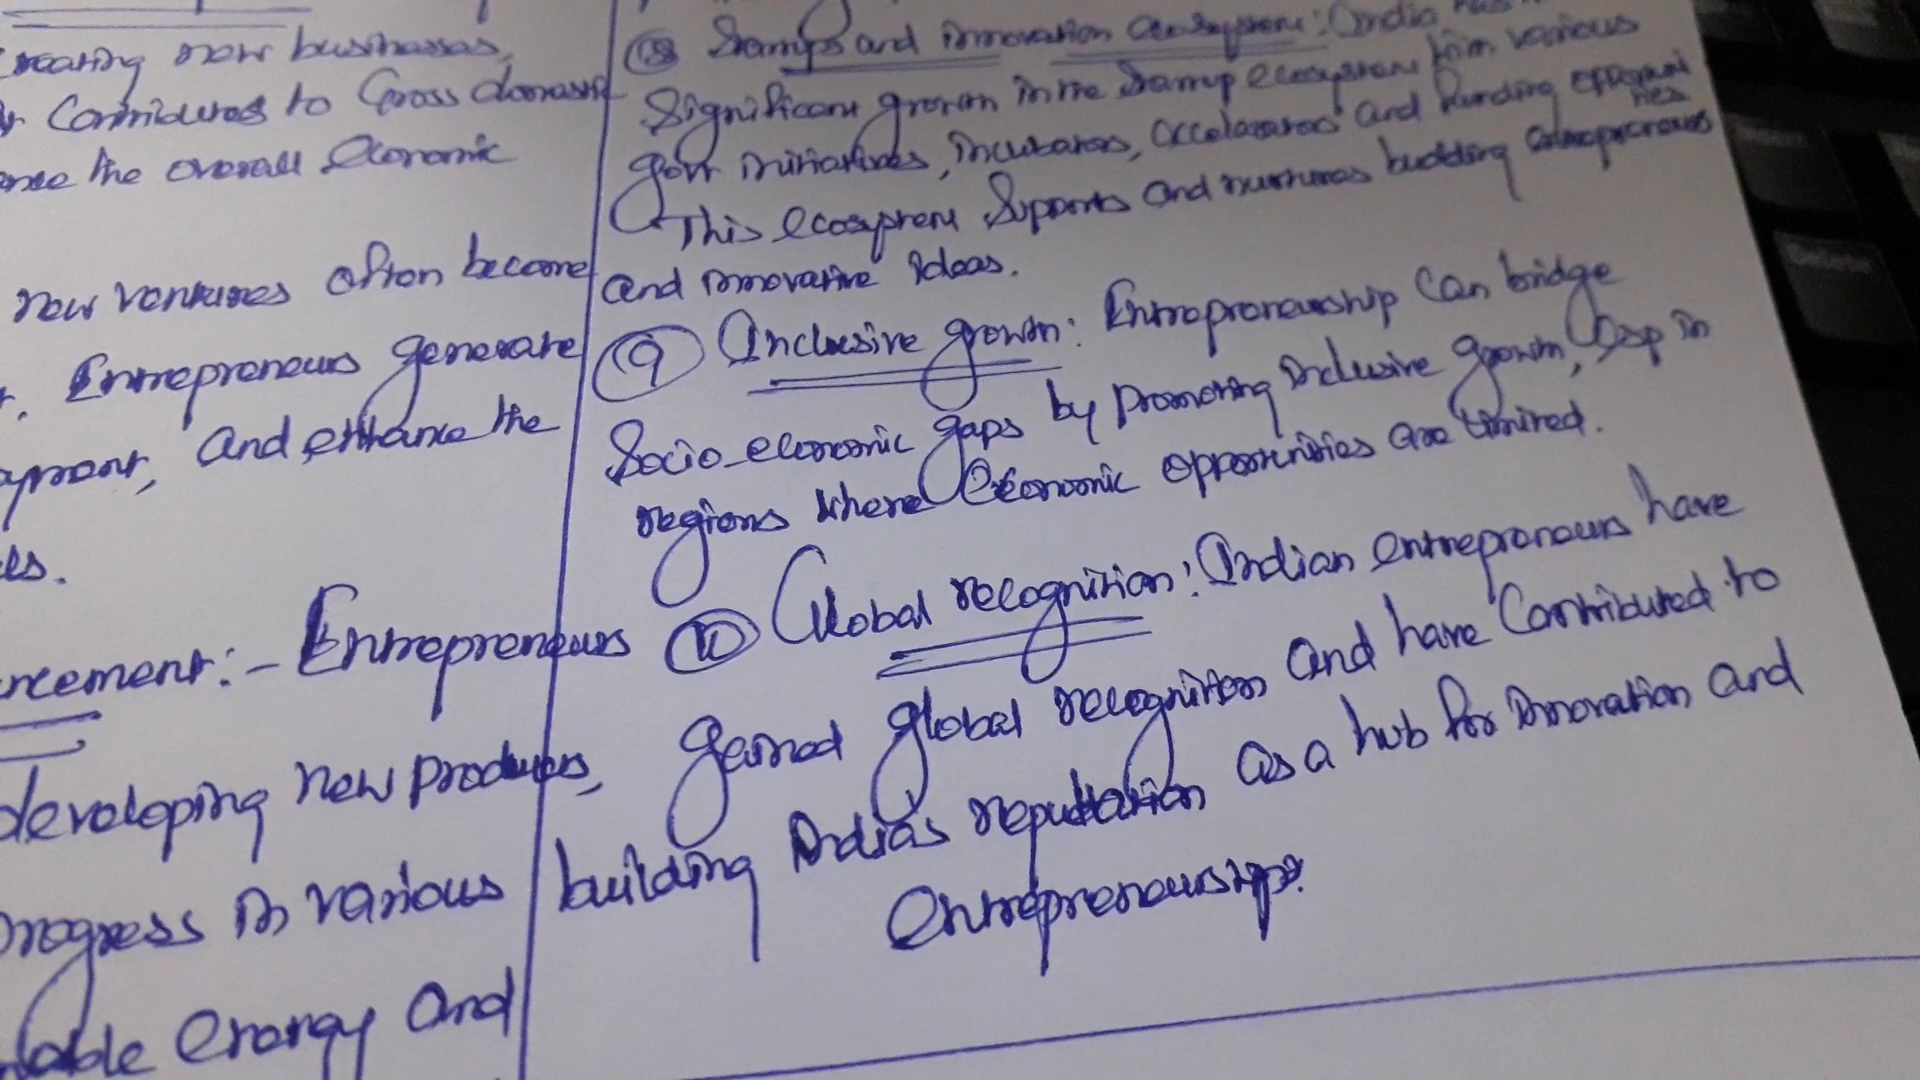 creating new businesses,
Contributes to Gross domestic
the overall Economic
new ventures often become
Entrepreneurs generate
and enhance the
Entrepreneurs
developing new products,
progress in various
energy and
⑧ Startups and innovation ecosystem: India has
Significant growth in the Startup ecosystem with various
govt initiatives, incubators, accelerators and funding opportunities
This ecosystem Supports and nurtures budding entrepreneurs
and innovative ideas.
⑨ Inclusive growth: Entrepreneurship Can bridge
Socio-economic gaps by promoting inclusive growth, esp in
regions where economic opportunities are limited.
⑩ Global recognition: Indian entrepreneurs have
gained global recognition and have Contributed to
building India's reputation as a hub for innovation and
entrepreneurship.